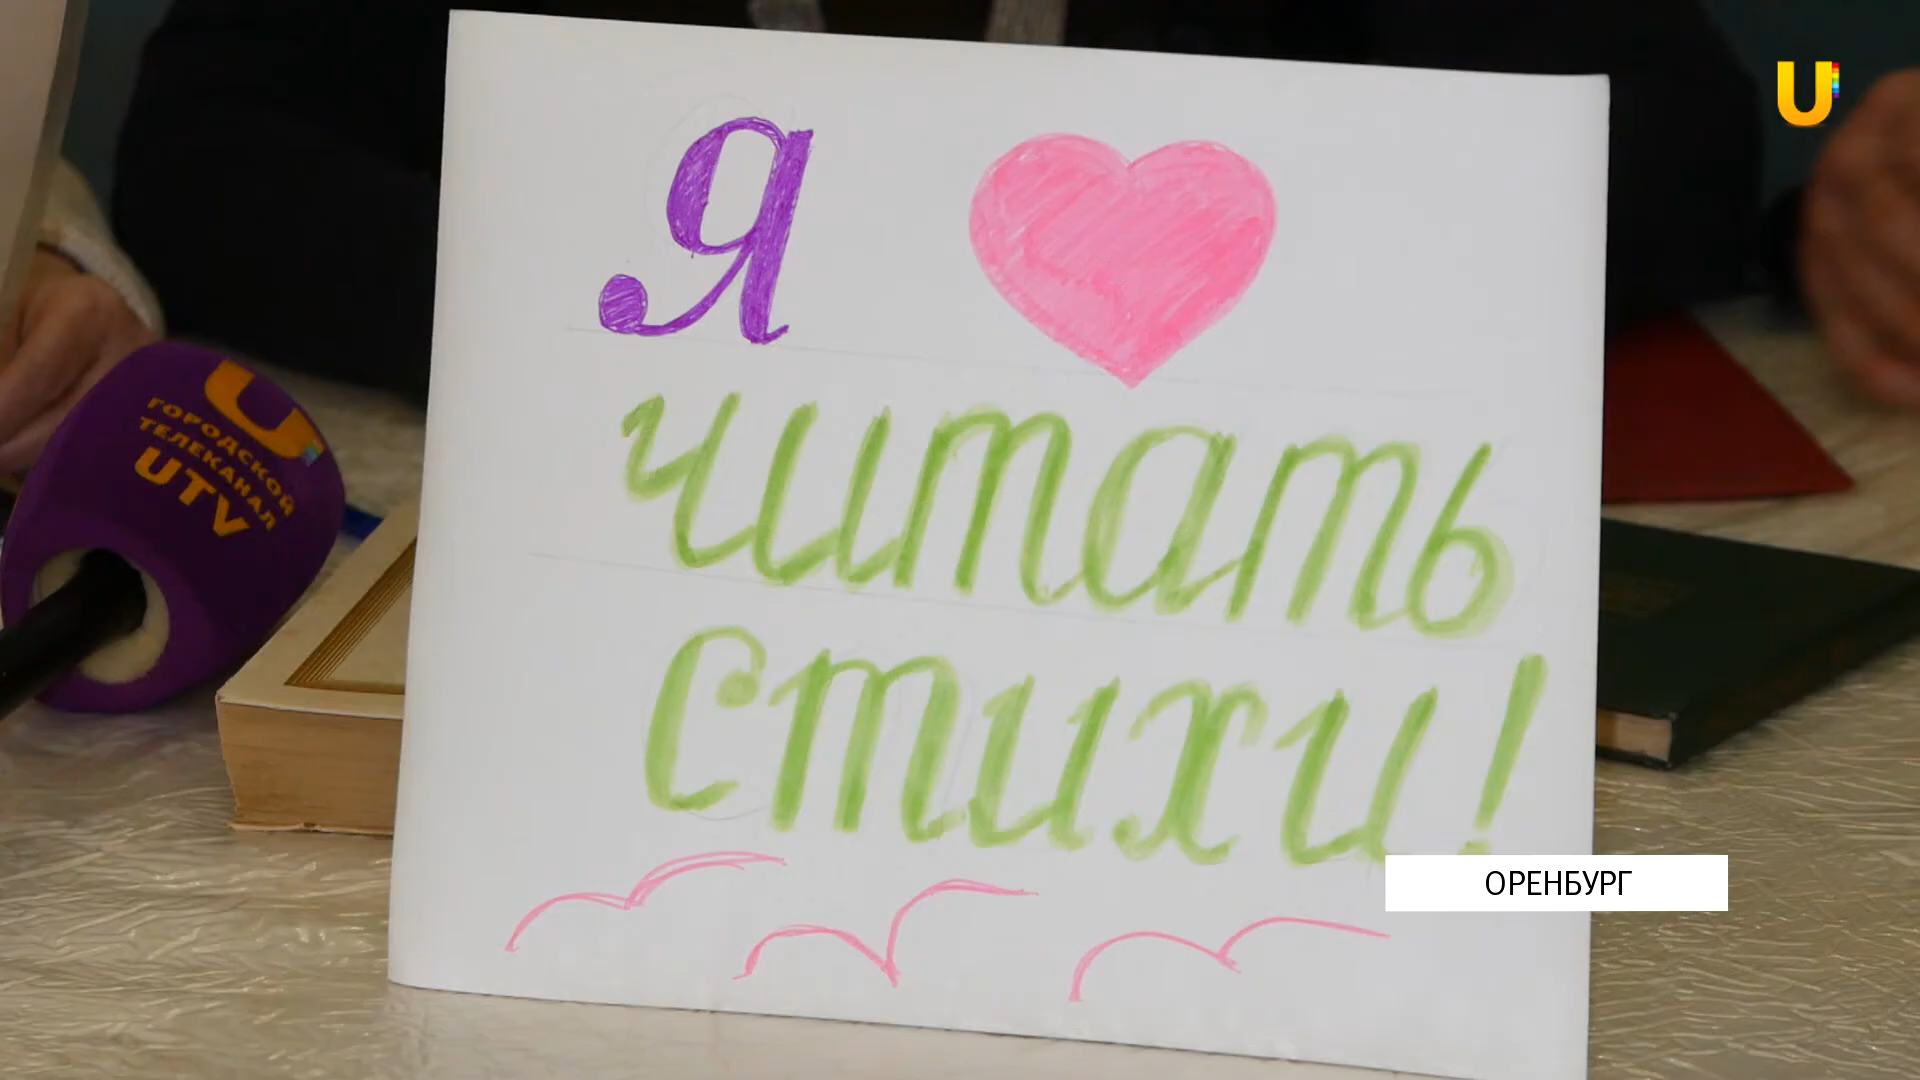 U
Я
читать
стихи!
U
ГОРОДСКОЙ
ТЕЛЕКАНАЛ
UTV
ОРЕНБУРГ